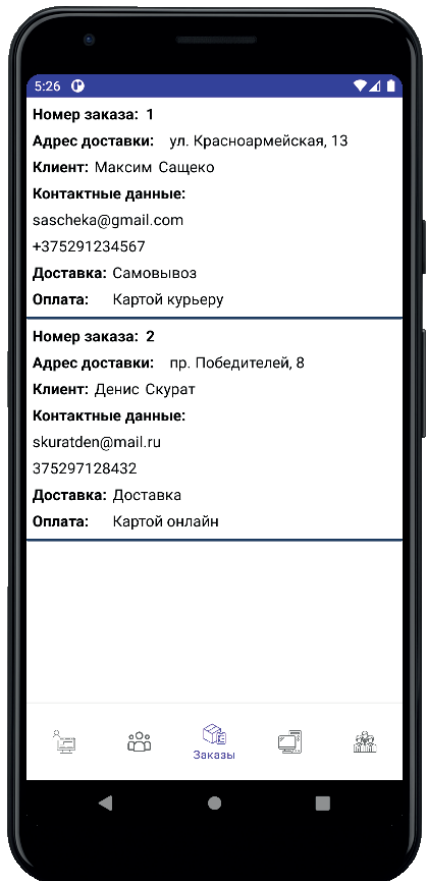 5:26
Номер заказа: 1
Адрес доставки: ул. Красноармейская, 13
Клиент: Максим Сащеко
Контактные данные:
sascheka@gmail.com
+375291234567
Доставка: Самовывоз
Оплата: Картой курьеру
Номер заказа: 2
Адрес доставки: пр. Победителей, 8
Клиент: Денис Скурат
Контактные данные:
skuratden@mail.ru
375297128432
Доставка: Доставка
Оплата: Картой онлайн
Заказы